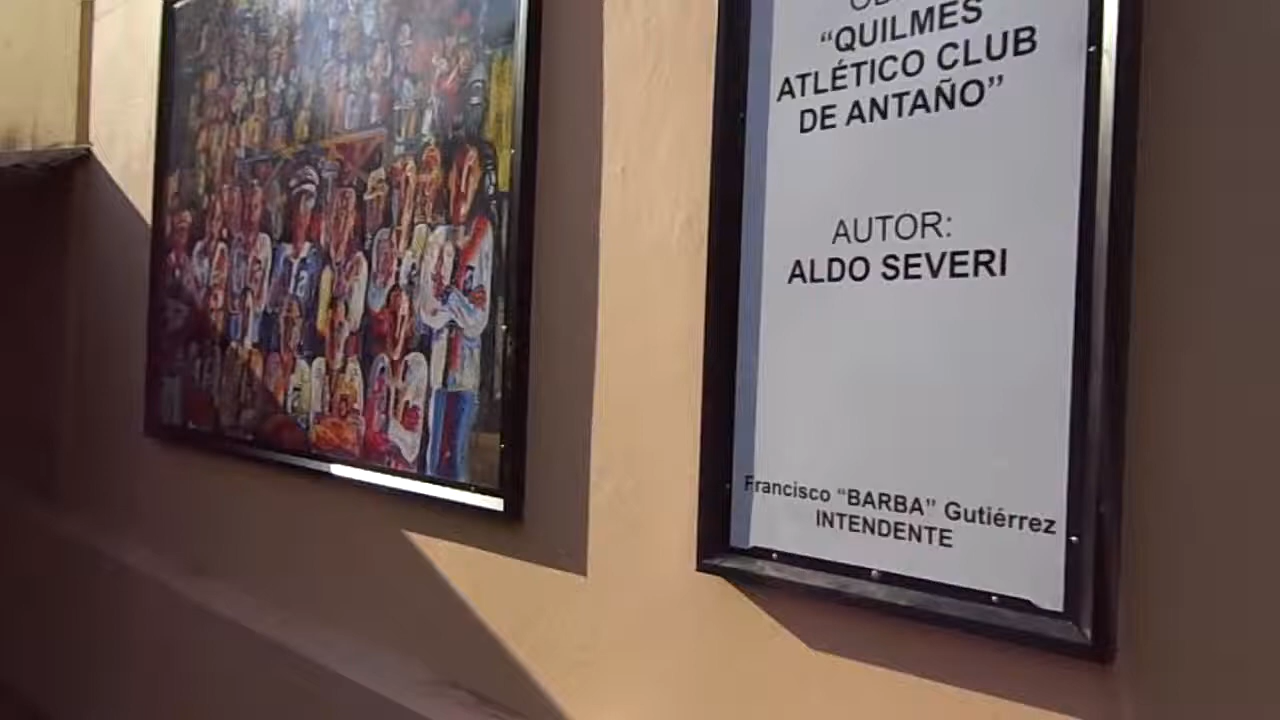 “QUILMES
ATLÉTICO CLUB
DE ANTAÑO”
AUTOR:
ALDO SEVERI
Francisco “BARBA” Gutiérrez
INTENDENTE